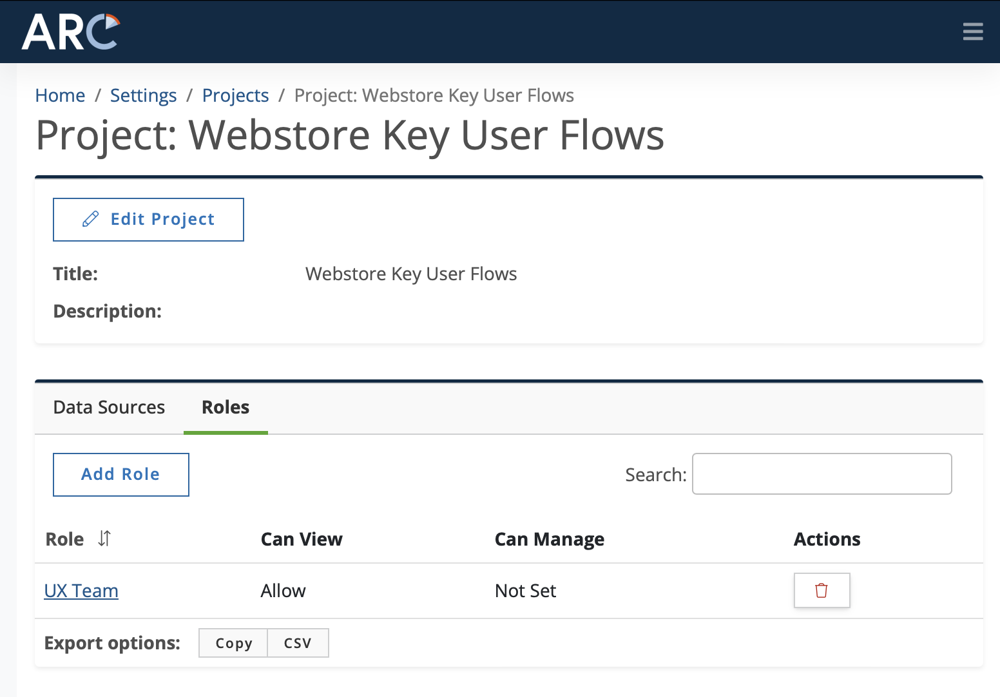 ARC
Home / Settings / Projects / Project: Webstore Key User Flows
Project: Webstore Key User Flows
Edit Project
Title: Webstore Key User Flows
Description:
Data Sources Roles
Add Role Search:
Role Can View Can Manage Actions
UX Team Allow Not Set
Export options: Copy CSV